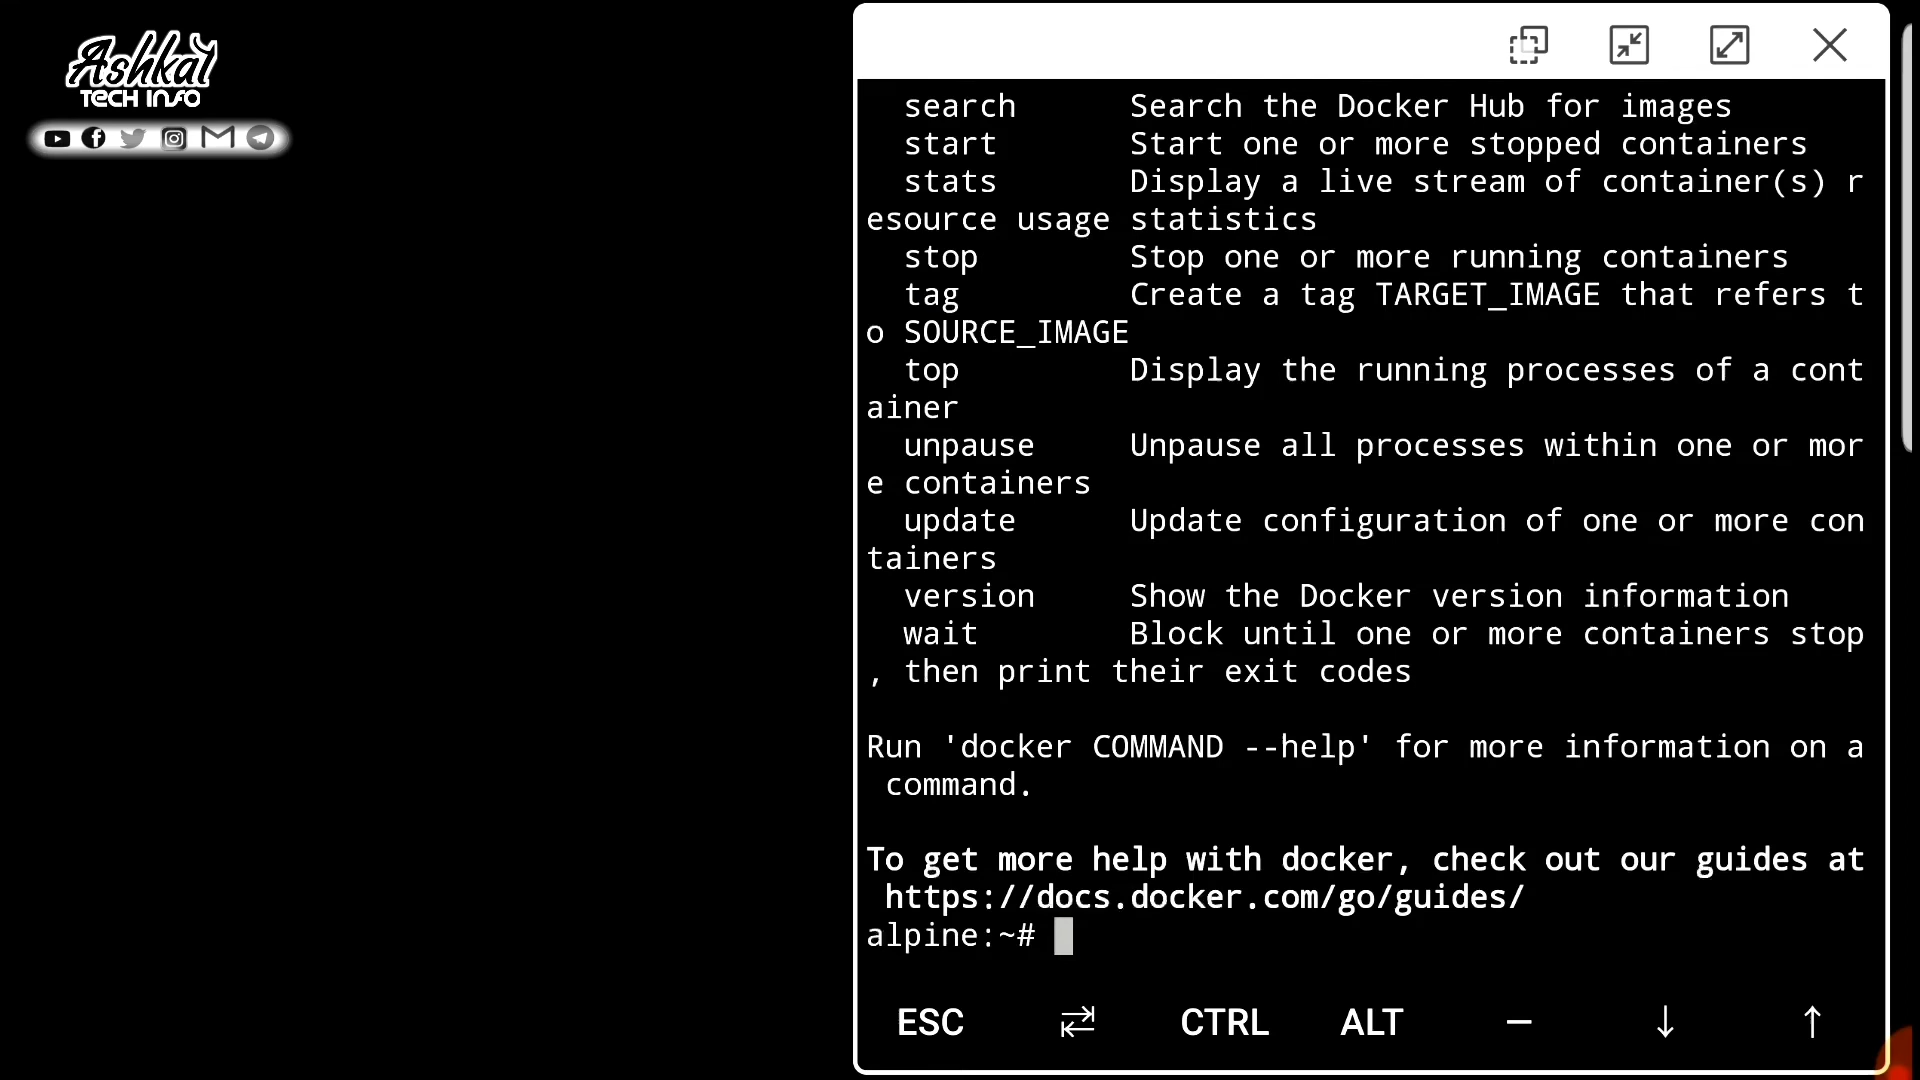 Ashkal
TECH INFO
search      Search the Docker Hub for images
start       Start one or more stopped containers
stats       Display a live stream of container(s) r
esource usage statistics
stop        Stop one or more running containers
tag         Create a tag TARGET_IMAGE that refers t
o SOURCE_IMAGE
top         Display the running processes of a cont
ainer
unpause     Unpause all processes within one or mor
e containers
update      Update configuration of one or more con
tainers
version     Show the Docker version information
wait        Block until one or more containers stop
, then print their exit codes
Run 'docker COMMAND --help' for more information on a
command.
To get more help with docker, check out our guides at
https://docs.docker.com/go/guides/
alpine:~#
ESC ⇄ CTRL ALT — ↓ ↑